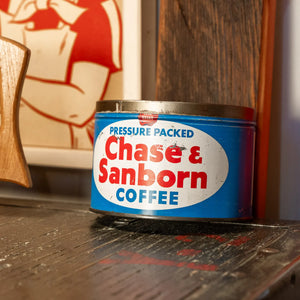 PRESSURE PACKED
Chase &
Sanborn
COFFEE